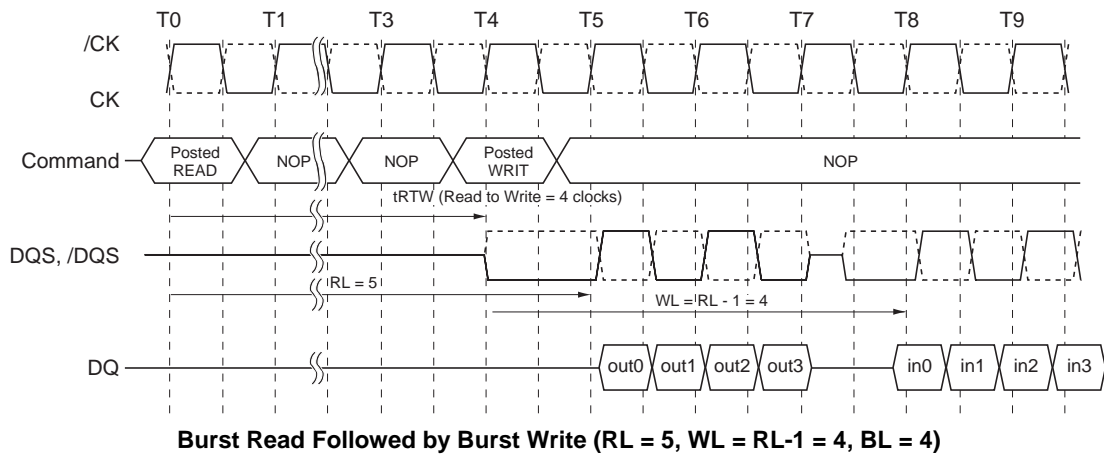 T0 T1 T3 T4 T5 T6 T7 T8 T9
/CK
CK
Command Posted READ NOP NOP Posted WRIT NOP
tRTW (Read to Write = 4 clocks)
DQS, /DQS
RL = 5
WL = RL - 1 = 4
DQ out0 out1 out2 out3 in0 in1 in2 in3
Burst Read Followed by Burst Write (RL = 5, WL = RL-1 = 4, BL = 4)